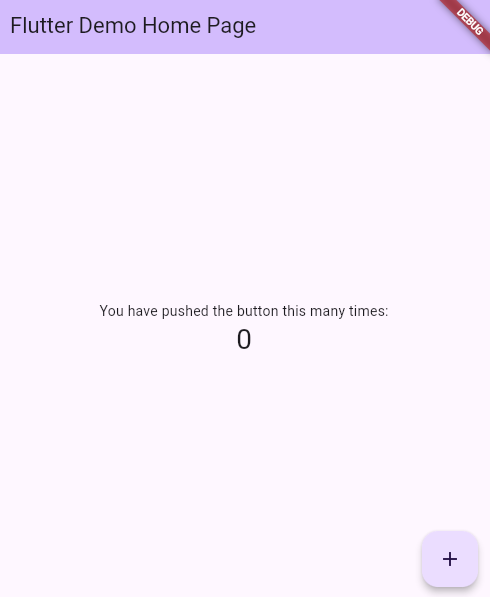 Flutter Demo Home Page
DEBUG
You have pushed the button this many times:
0
+